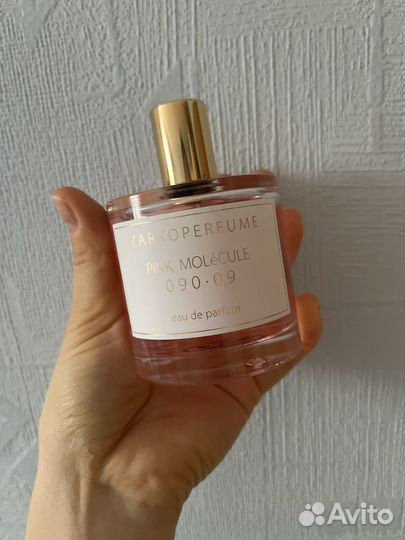 ZARKOPERFUME
PINK MOLéCULE
090·09
eau de parfum
Avito